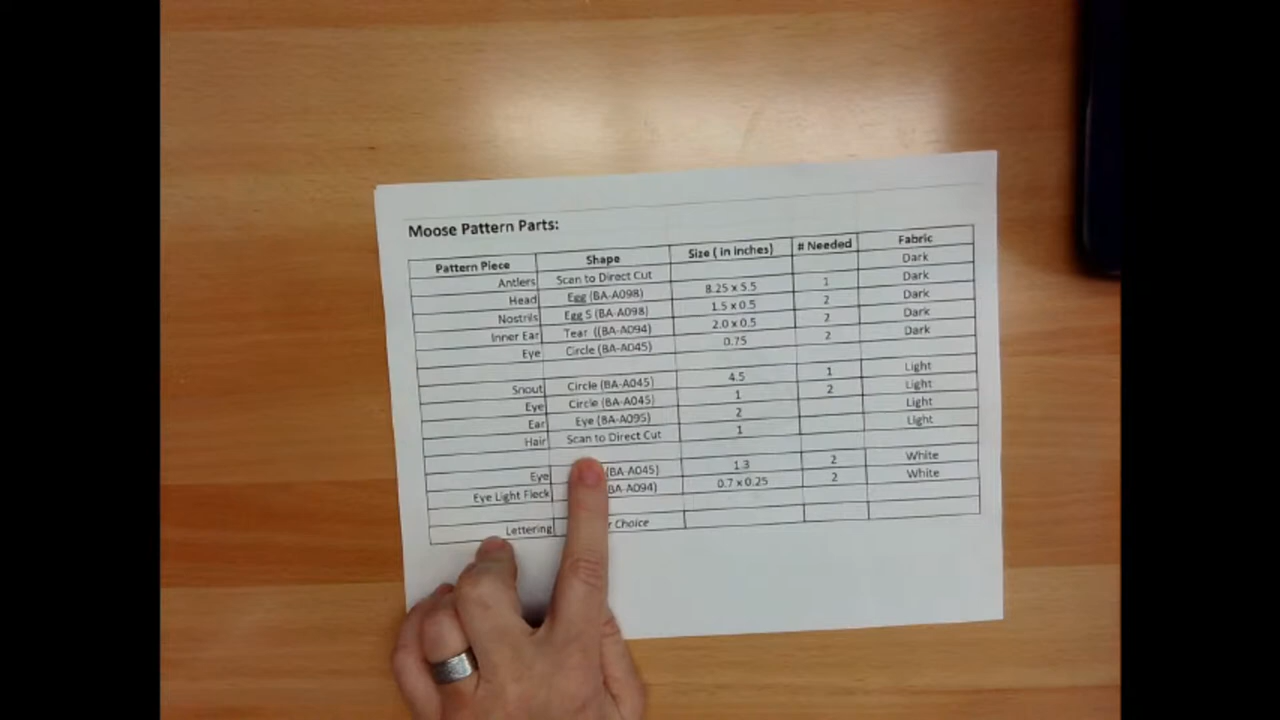 Moose Pattern Parts:
Pattern Piece Shape Size ( in Inches) # Needed Fabric
Antlers Scan to Direct Cut Dark
Head Egg (BA-A098) 8.25 x 5.5 1 Dark
Nostrils Egg S (BA-A098) 1.5 x 0.5 2 Dark
Inner Ear Tear ((BA-A094) 2.0 x 0.5 2 Dark
Eye Circle (BA-A045) 0.75 2 Dark
Snout Circle (BA-A045) 4.5 1 Light
Eye Circle (BA-A045) 1 2 Light
Ear Eye (BA-A095) 2 Light
Hair Scan to Direct Cut 1 Light
Eye (BA-A045) 1.3 2 White
Eye Light Fleck BA-A094) 0.7 x 0.25 2 White
Lettering Choice